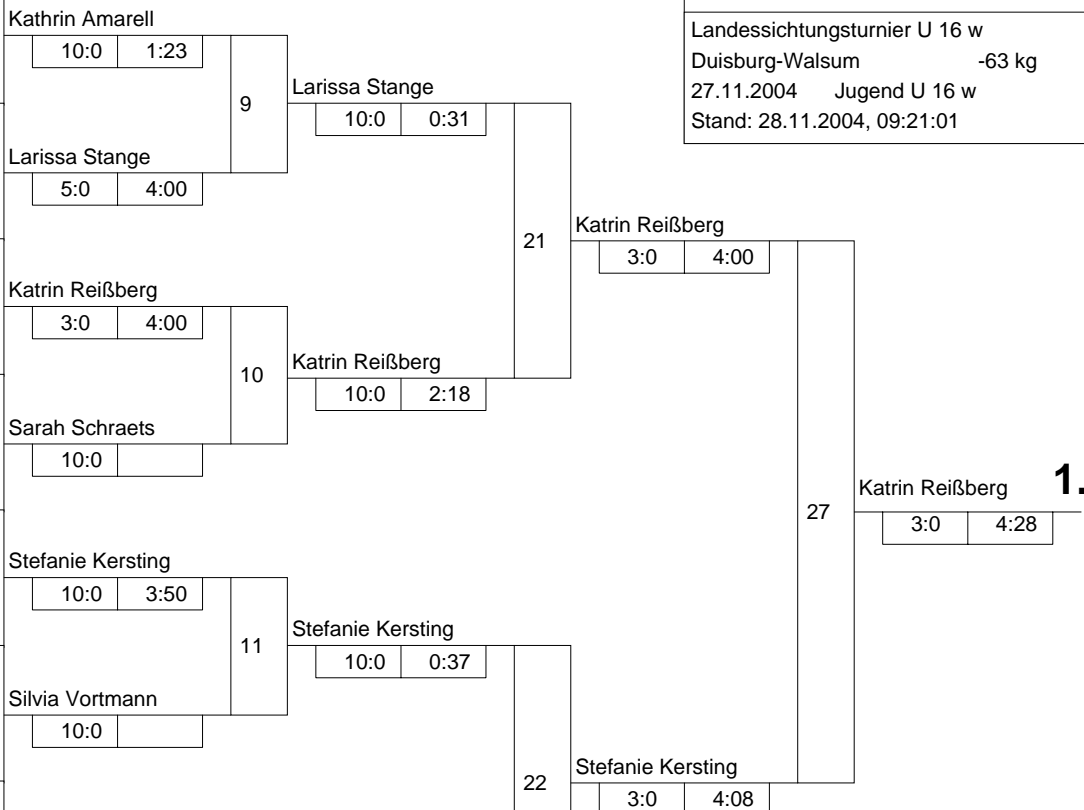 Kathrin Amarell
10:0 1:23
Landessichtungsturnier U 16 w
Duisburg-Walsum -63 kg
27.11.2004 Jugend U 16 w
Stand: 28.11.2004, 09:21:01
9
Larissa Stange
10:0 0:31
Larissa Stange
5:0 4:00
21
Katrin Reißberg
3:0 4:00
Katrin Reißberg
3:0 4:00
10
Katrin Reißberg
10:0 2:18
Sarah Schraets
10:0
27
Katrin Reißberg 1.
3:0 4:28
Stefanie Kersting
10:0 3:50
11
Stefanie Kersting
10:0 0:37
Silvia Vortmann
10:0
22
Stefanie Kersting
3:0 4:08